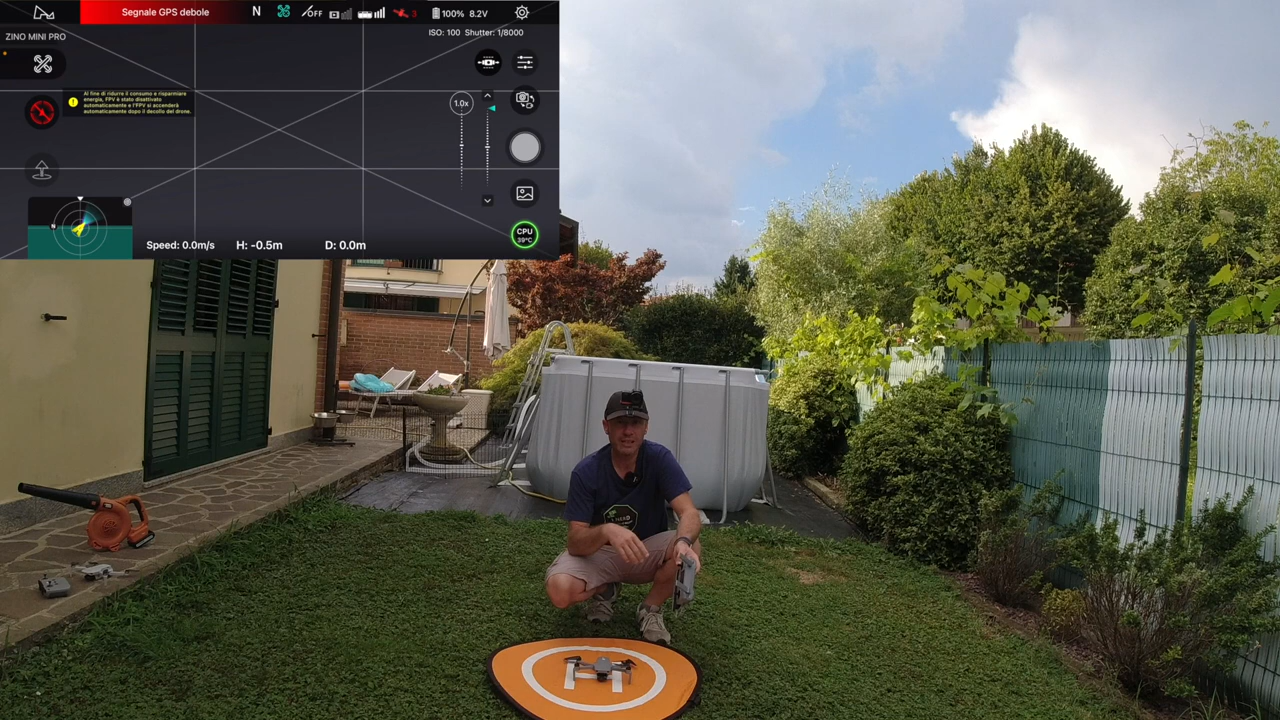 Segnale GPS debole
N
OFF
3
100% 8.2V
ISO: 100 Shutter: 1/8000
ZINO MINI PRO
Al fine di ridurre il consumo e risparmiare
energia, FPV è stato disattivato
automaticamente e l'FPV si accenderà
automaticamente dopo il decollo del drone.
1.0x
N
Speed: 0.0m/s H: -0.5m D: 0.0m
CPU
39°C
H